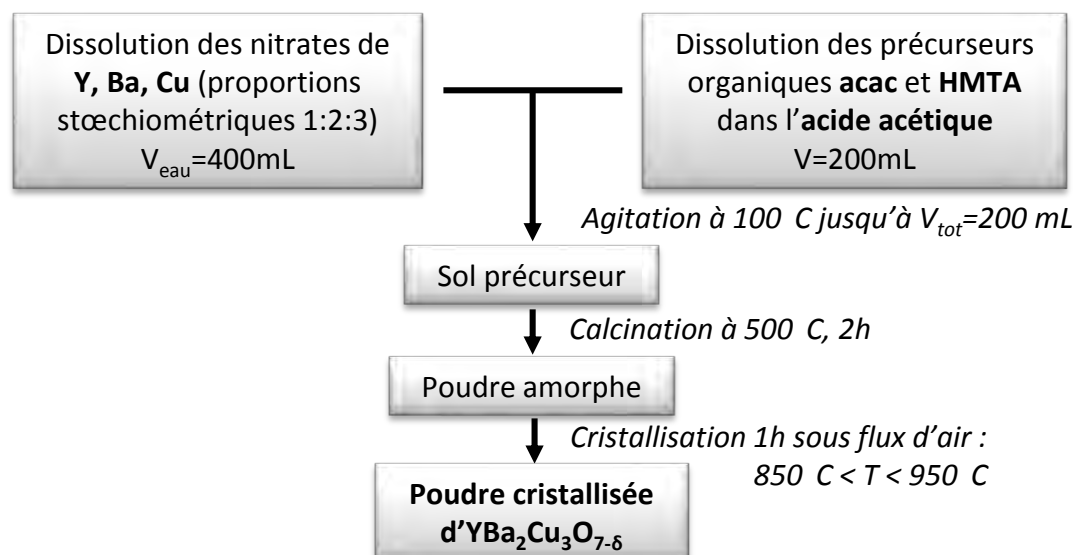 Dissolution des nitrates de
Y, Ba, Cu (proportions
stœchiométriques 1:2:3)
V_eau=400mL
Dissolution des précurseurs
organiques acac et HMTA
dans l’acide acétique
V=200mL
Agitation à 100 C jusqu’à V_tot=200 mL
Sol précurseur
Calcination à 500 C, 2h
Poudre amorphe
Cristallisation 1h sous flux d’air :
850 C < T < 950 C
Poudre cristallisée
d’YBa₂Cu₃O₇₋δ